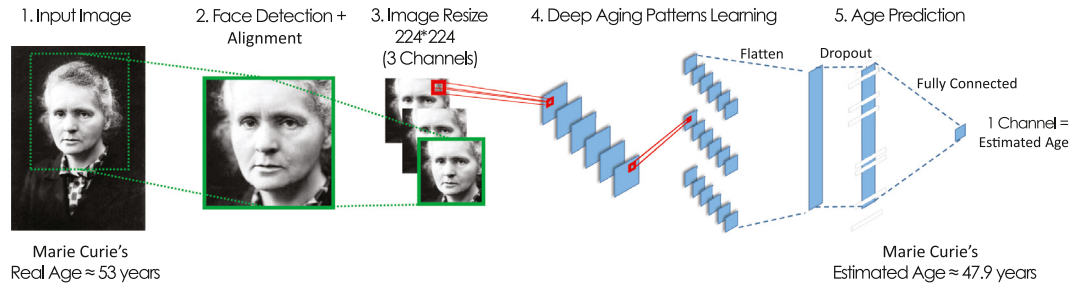 1. Input Image
2. Face Detection +
Alignment
3. Image Resize
224*224
(3 Channels)
4. Deep Aging Patterns Learning
5. Age Prediction
Flatten
Dropout
Fully Connected
1 Channel =
Estimated Age
Marie Curie's
Real Age ≈ 53 years
Marie Curie's
Estimated Age ≈ 47.9 years